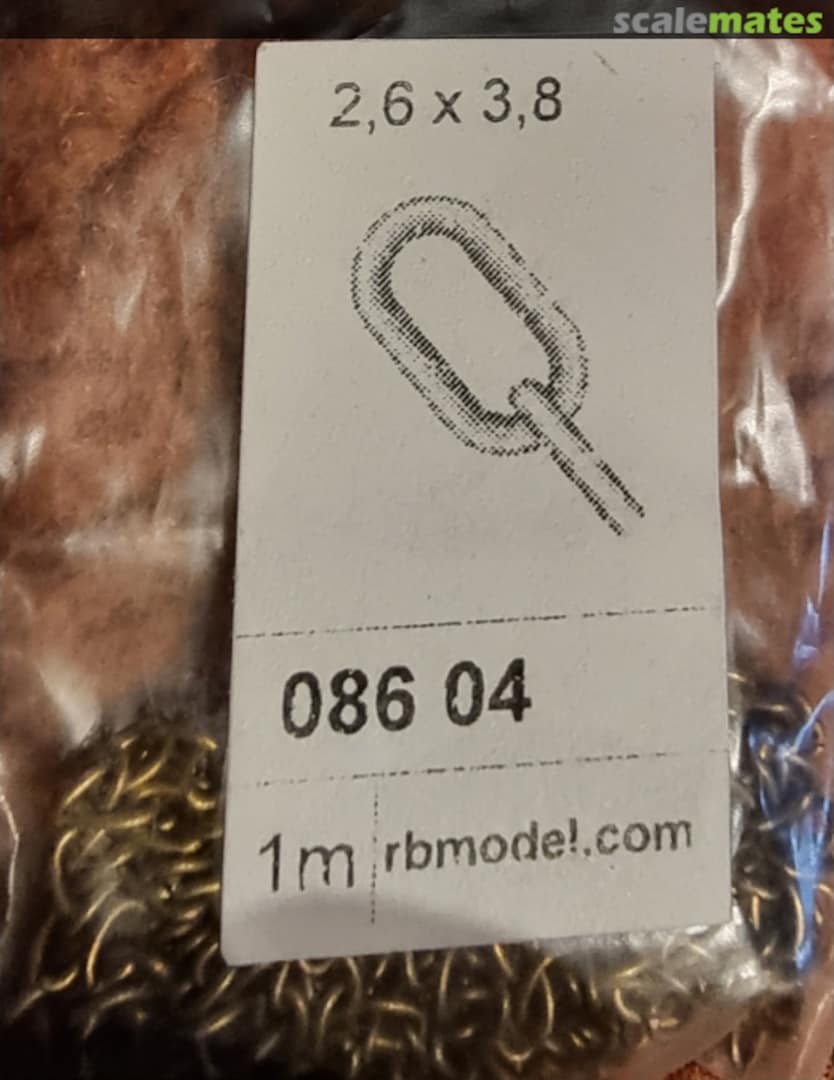 scalemates
2,6 x 3,8
086 04
1m rbmodel.com